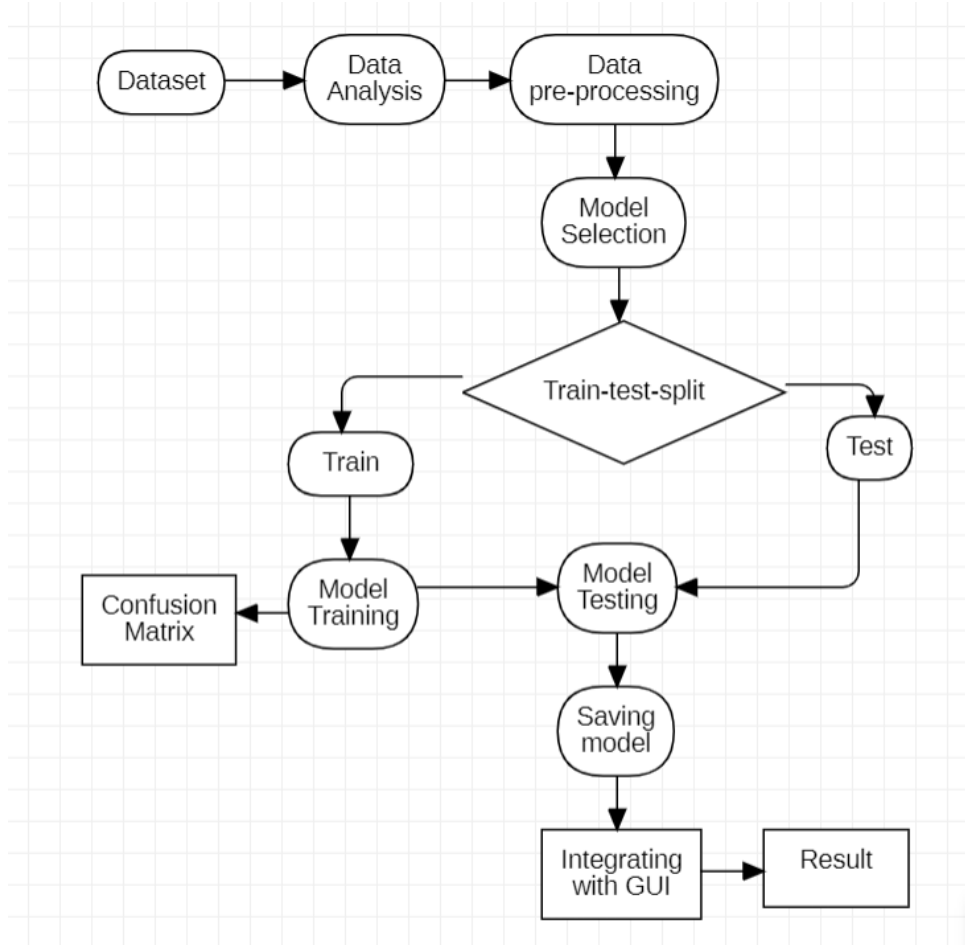 Dataset
Data
Analysis
Data
pre-processing
Model
Selection
Train-test-split
Train
Test
Model
Training
Confusion
Matrix
Model
Testing
Saving
model
Integrating
with GUI
Result